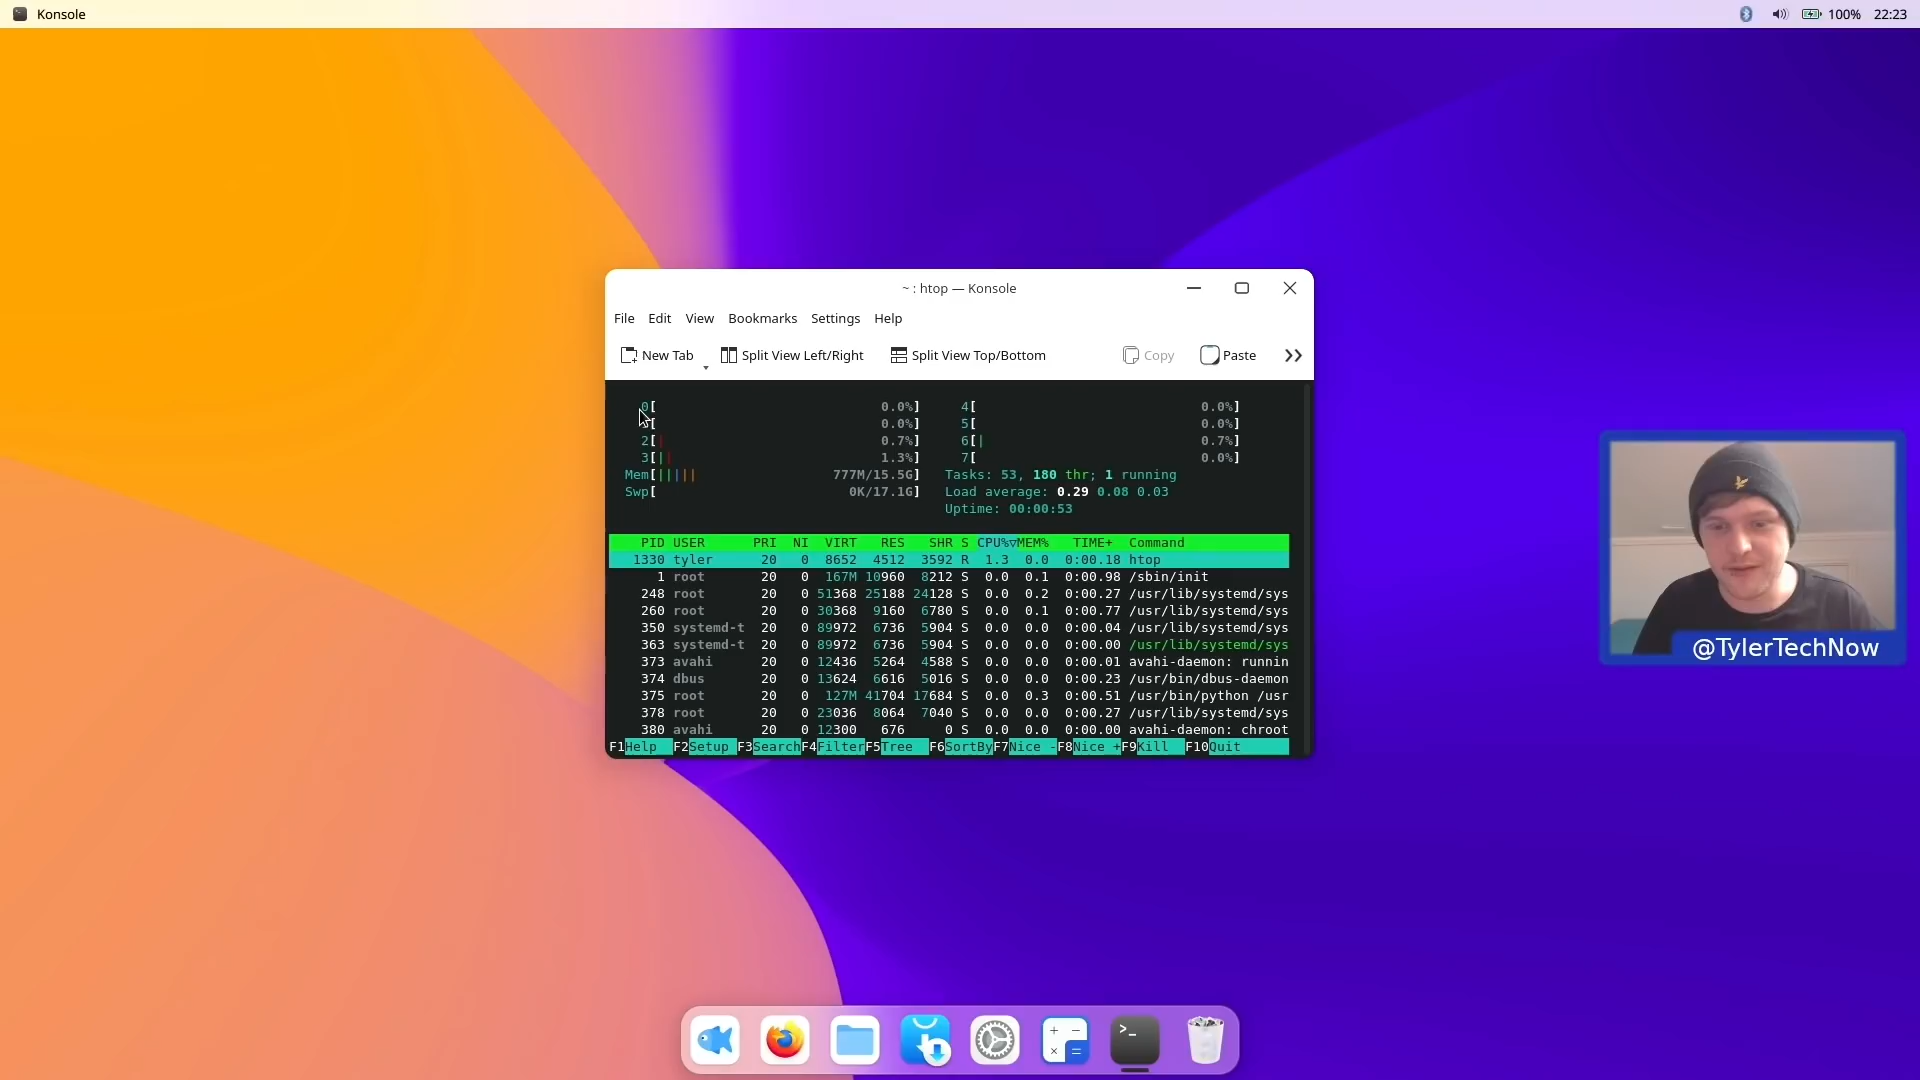 Konsole
100% 22:23
~ : htop — Konsole
File Edit View Bookmarks Settings Help
New Tab Split View Left/Right Split View Top/Bottom Copy Paste
0[ 0.0%] 4[ 0.0%]
[ 0.0%] 5[ 0.0%]
2[| 0.7%] 6[| 0.7%]
3[|| 1.3%] 7[ 0.0%]
Mem[||||| 777M/15.5G] Tasks: 53, 180 thr; 1 running
Swp[ 0K/17.1G] Load average: 0.29 0.08 0.03
Uptime: 00:00:53
PID USER PRI NI VIRT RES SHR S CPU%▽MEM% TIME+ Command
1330 tyler 20 0 8652 4512 3592 R 1.3 0.0 0:00.18 htop
1 root 20 0 167M 10960 8212 S 0.0 0.1 0:00.98 /sbin/init
248 root 20 0 51368 25188 24128 S 0.0 0.2 0:00.27 /usr/lib/systemd/sys
260 root 20 0 30368 9160 6780 S 0.0 0.1 0:00.77 /usr/lib/systemd/sys
350 systemd-t 20 0 89972 6736 5904 S 0.0 0.0 0:00.04 /usr/lib/systemd/sys
363 systemd-t 20 0 89972 6736 5904 S 0.0 0.0 0:00.00 /usr/lib/systemd/sys
373 avahi 20 0 12436 5264 4588 S 0.0 0.0 0:00.01 avahi-daemon: runnin
374 dbus 20 0 13624 6616 5016 S 0.0 0.0 0:00.23 /usr/bin/dbus-daemon
375 root 20 0 127M 41704 17684 S 0.0 0.3 0:00.51 /usr/bin/python /usr
378 root 20 0 23036 8064 7040 S 0.0 0.0 0:00.27 /usr/lib/systemd/sys
380 avahi 20 0 12300 676 0 S 0.0 0.0 0:00.00 avahi-daemon: chroot
F1Help F2Setup F3SearchF4FilterF5Tree F6SortByF7Nice -F8Nice +F9Kill F10Quit
@TylerTechNow
>_
+ −
× =